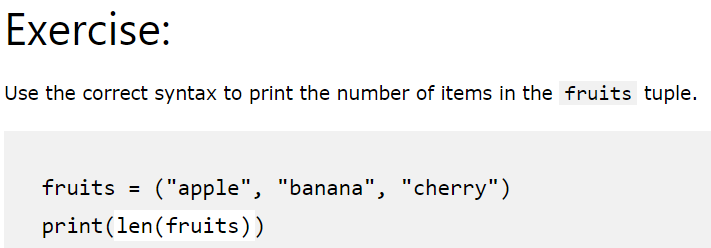 Exercise:
Use the correct syntax to print the number of items in the fruits tuple.
fruits = ("apple", "banana", "cherry")
print(len(fruits))